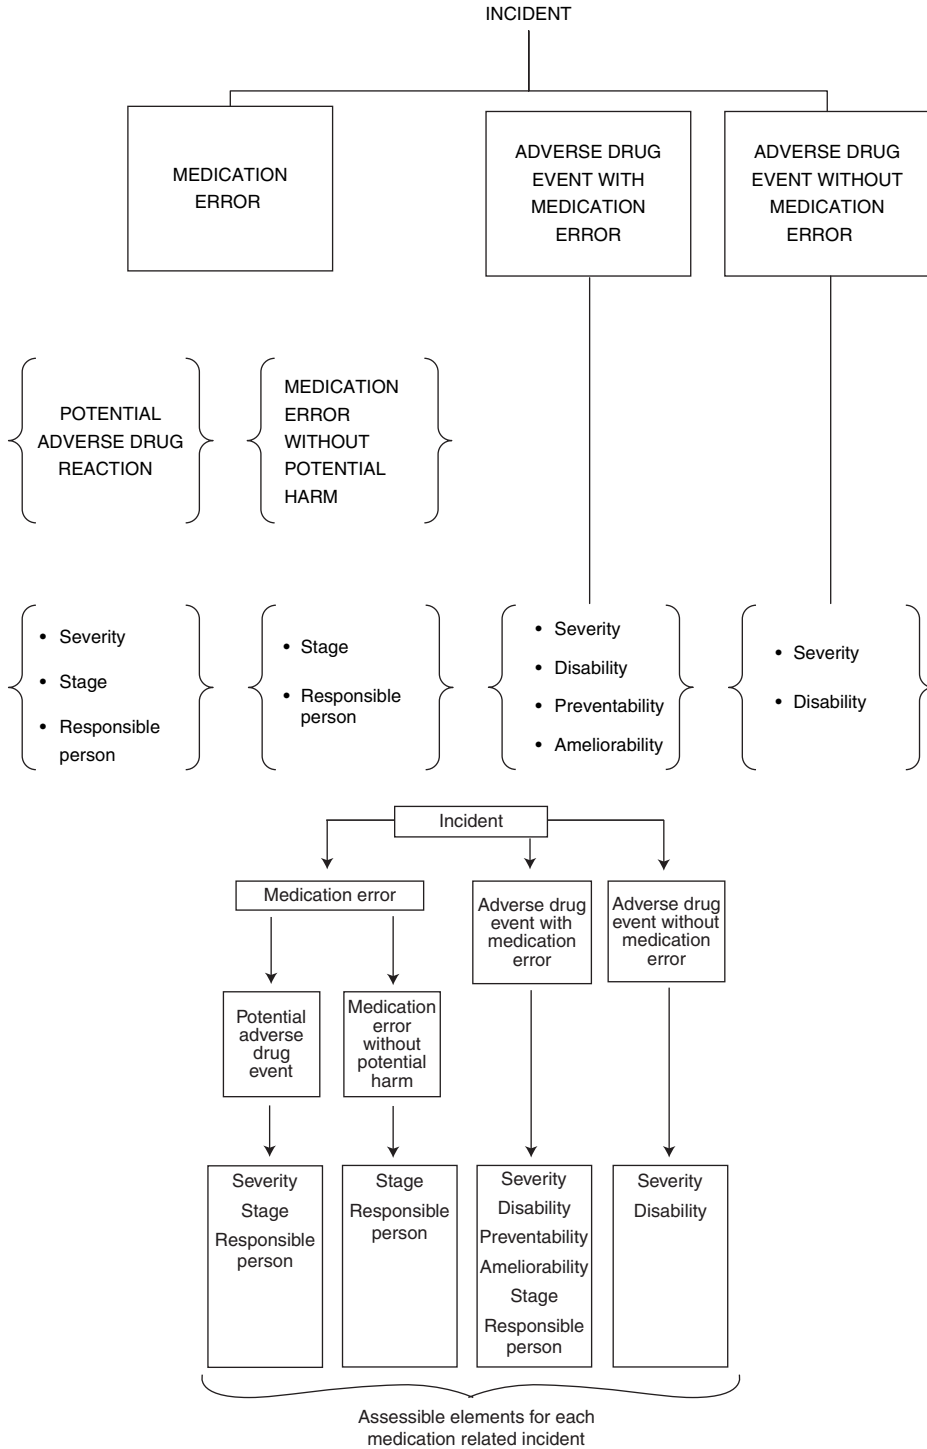 INCIDENT
MEDICATION
ERROR
ADVERSE DRUG
EVENT WITH
MEDICATION
ERROR
ADVERSE DRUG
EVENT WITHOUT
MEDICATION
ERROR
POTENTIAL
ADVERSE DRUG
REACTION
MEDICATION
ERROR
WITHOUT
POTENTIAL
HARM
• Severity
• Stage
• Responsible
person
• Stage
• Responsible
person
• Severity
• Disability
• Preventability
• Ameliorability
• Severity
• Disability
Incident
Medication error
Adverse drug
event with
medication
error
Adverse drug
event without
medication
error
Potential
adverse
drug
event
Medication
error
without
potential
harm
Severity
Stage
Responsible
person
Stage
Responsible
person
Severity
Disability
Preventability
Ameliorability
Stage
Responsible
person
Severity
Disability
Assessible elements for each
medication related incident